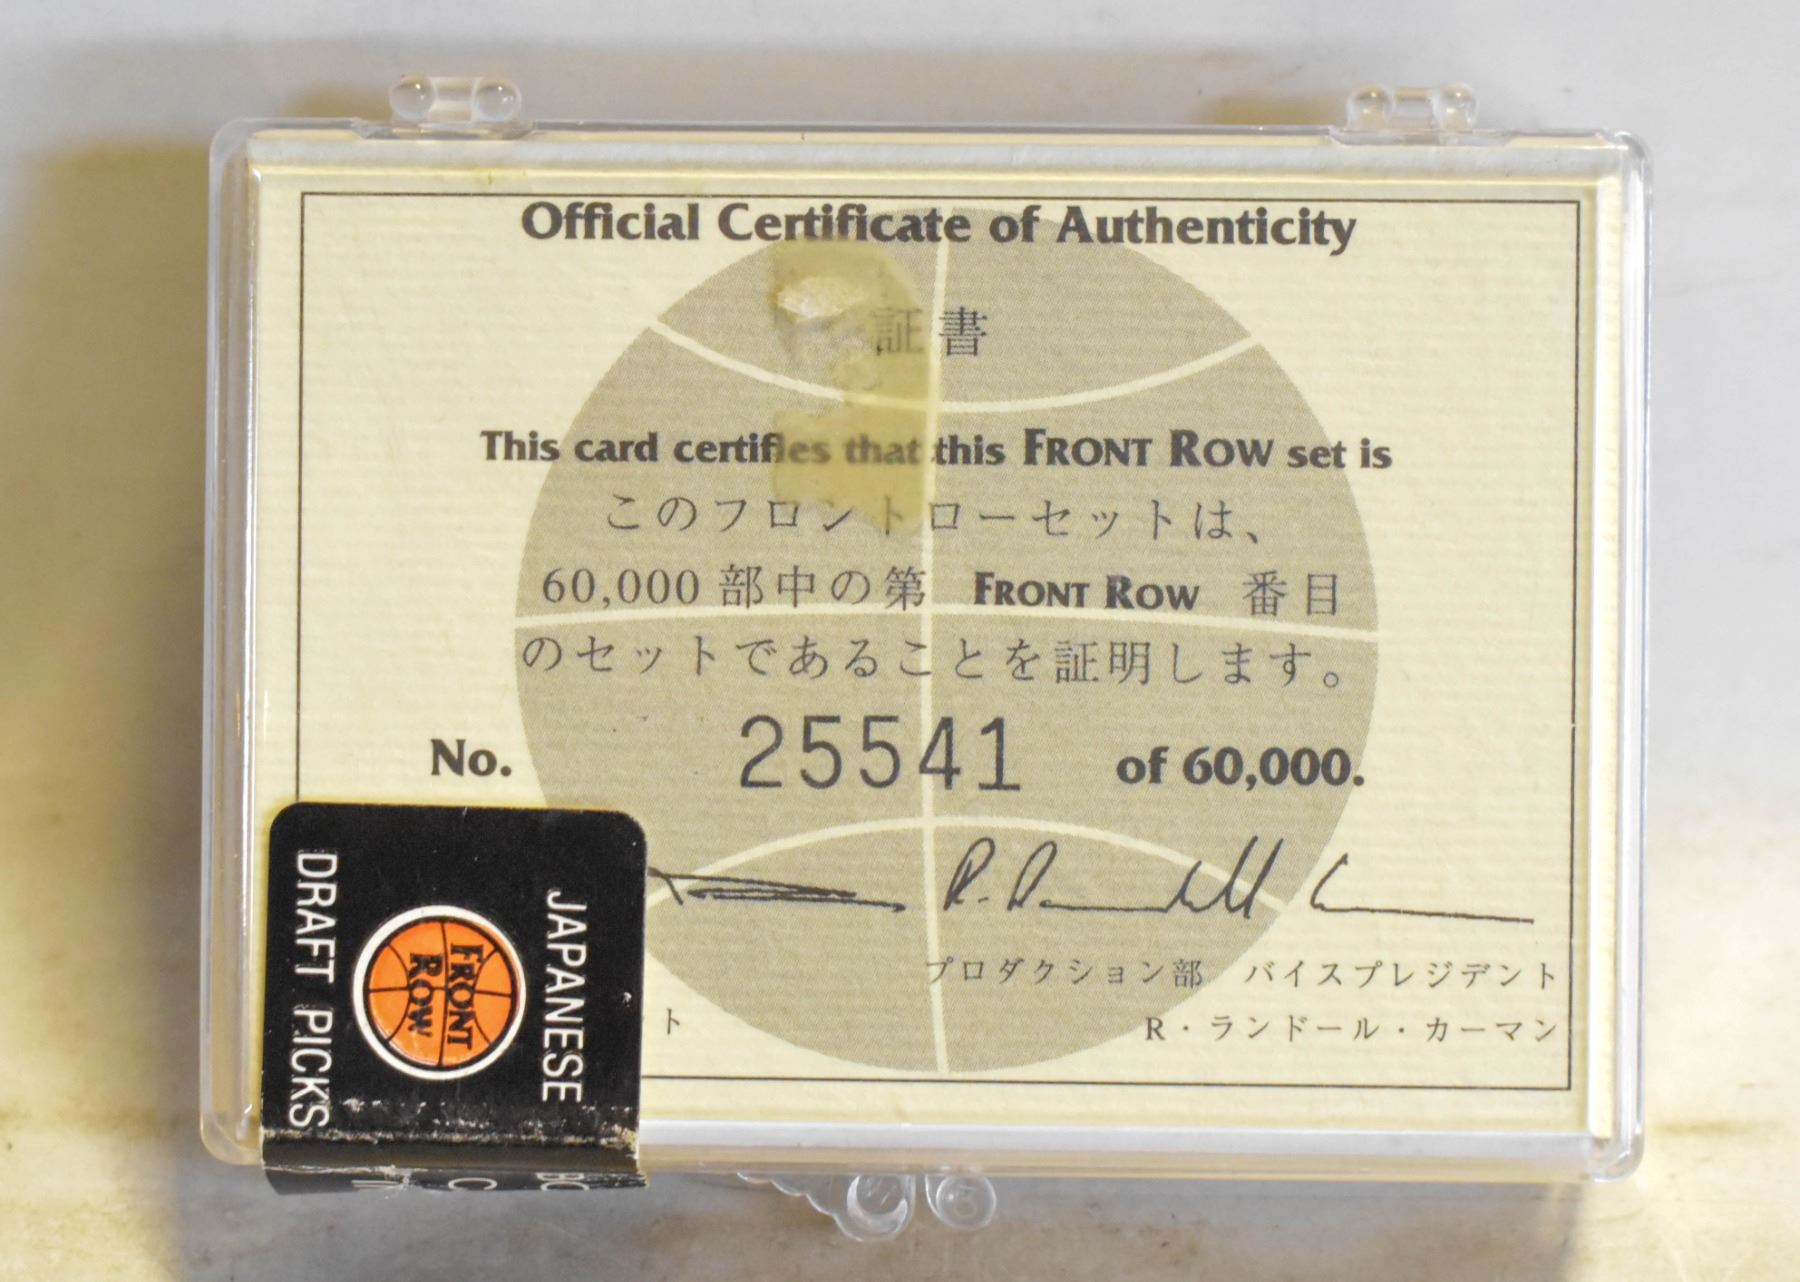 Official Certificate of Authenticity
証書
This card certifies that this FRONT ROW set is
このフロントローセットは、
60,000 部中の第 FRONT ROW 番目
のセットであることを証明します。
No. 25541 of 60,000.
R. Randall
プロダクション部 バイスプレジデント
ト
R・ランドール・カーマン
JAPANESE
FRONT
ROW
DRAFT PICKS